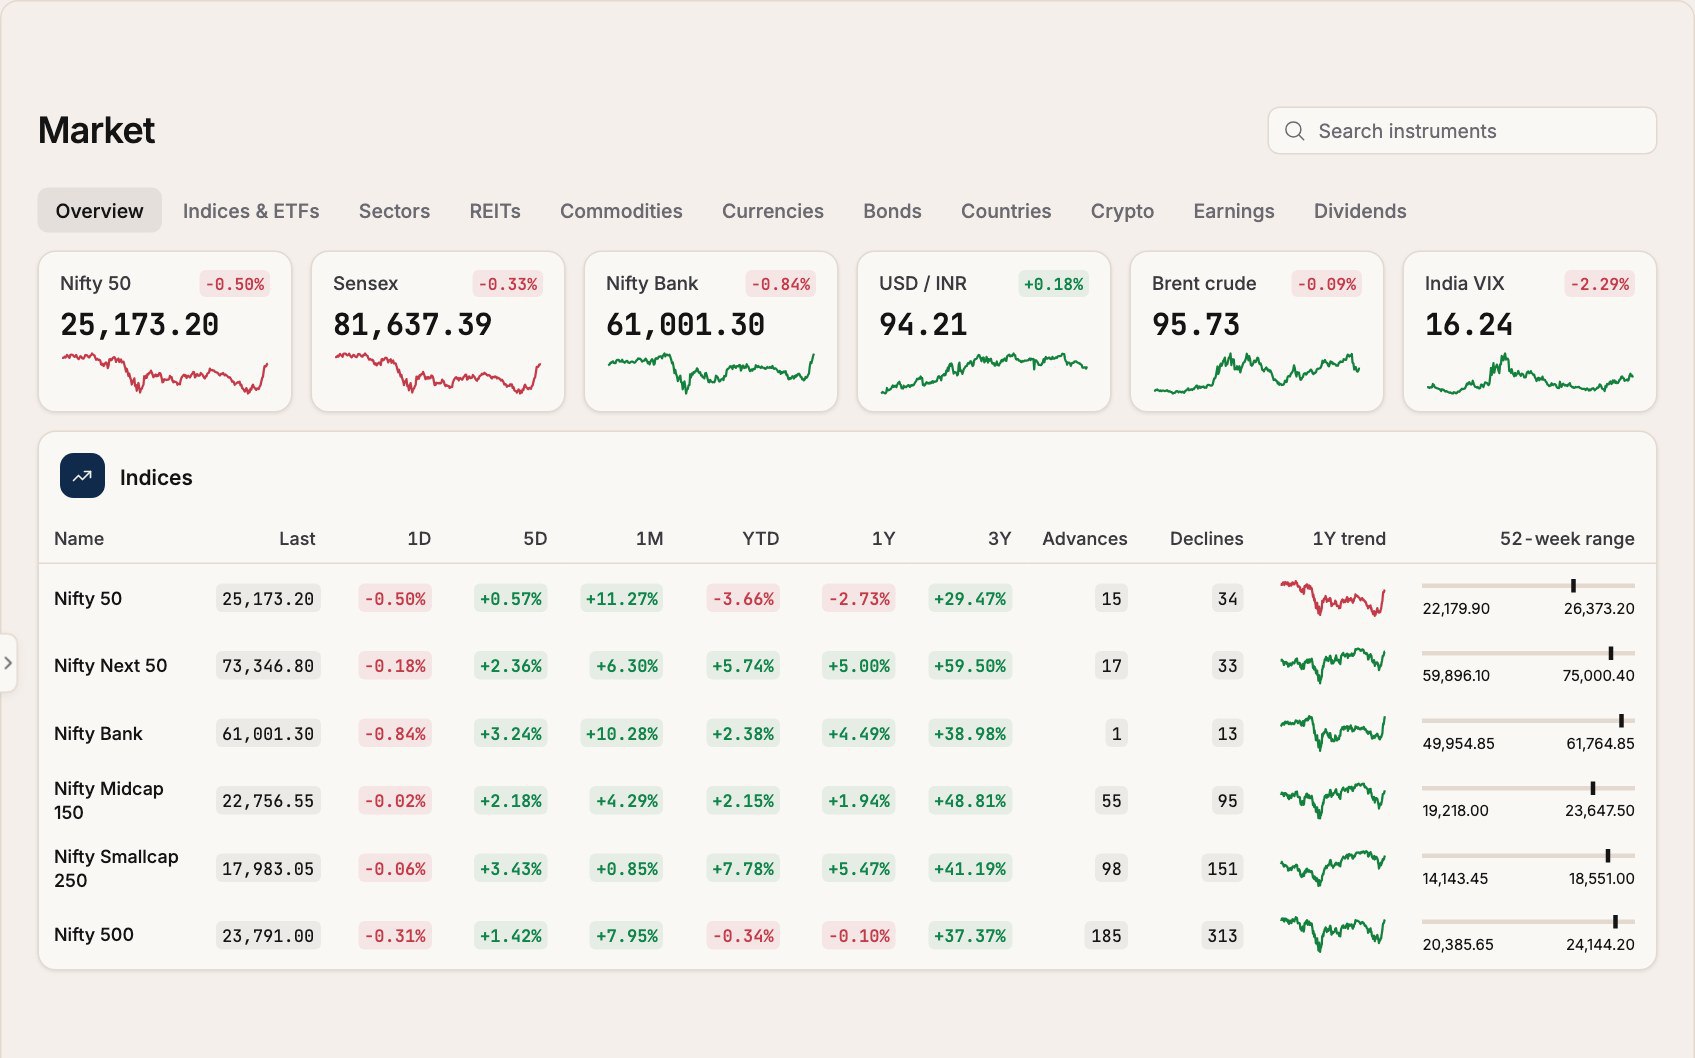 Market
Search instruments
Overview Indices & ETFs Sectors REITs Commodities Currencies Bonds Countries Crypto Earnings Dividends
Nifty 50 -0.50%
25,173.20
Sensex -0.33%
81,637.39
Nifty Bank -0.84%
61,001.30
USD / INR +0.18%
94.21
Brent crude -0.09%
95.73
India VIX -2.29%
16.24
Indices
Name Last 1D 5D 1M YTD 1Y 3Y Advances Declines 1Y trend 52-week range
Nifty 50 25,173.20 -0.50% +0.57% +11.27% -3.66% -2.73% +29.47% 15 34 22,179.90 26,373.20
Nifty Next 50 73,346.80 -0.18% +2.36% +6.30% +5.74% +5.00% +59.50% 17 33 59,896.10 75,000.40
Nifty Bank 61,001.30 -0.84% +3.24% +10.28% +2.38% +4.49% +38.98% 1 13 49,954.85 61,764.85
Nifty Midcap
150 22,756.55 -0.02% +2.18% +4.29% +2.15% +1.94% +48.81% 55 95 19,218.00 23,647.50
Nifty Smallcap
250 17,983.05 -0.06% +3.43% +0.85% +7.78% +5.47% +41.19% 98 151 14,143.45 18,551.00
Nifty 500 23,791.00 -0.31% +1.42% +7.95% -0.34% -0.10% +37.37% 185 313 20,385.65 24,144.20